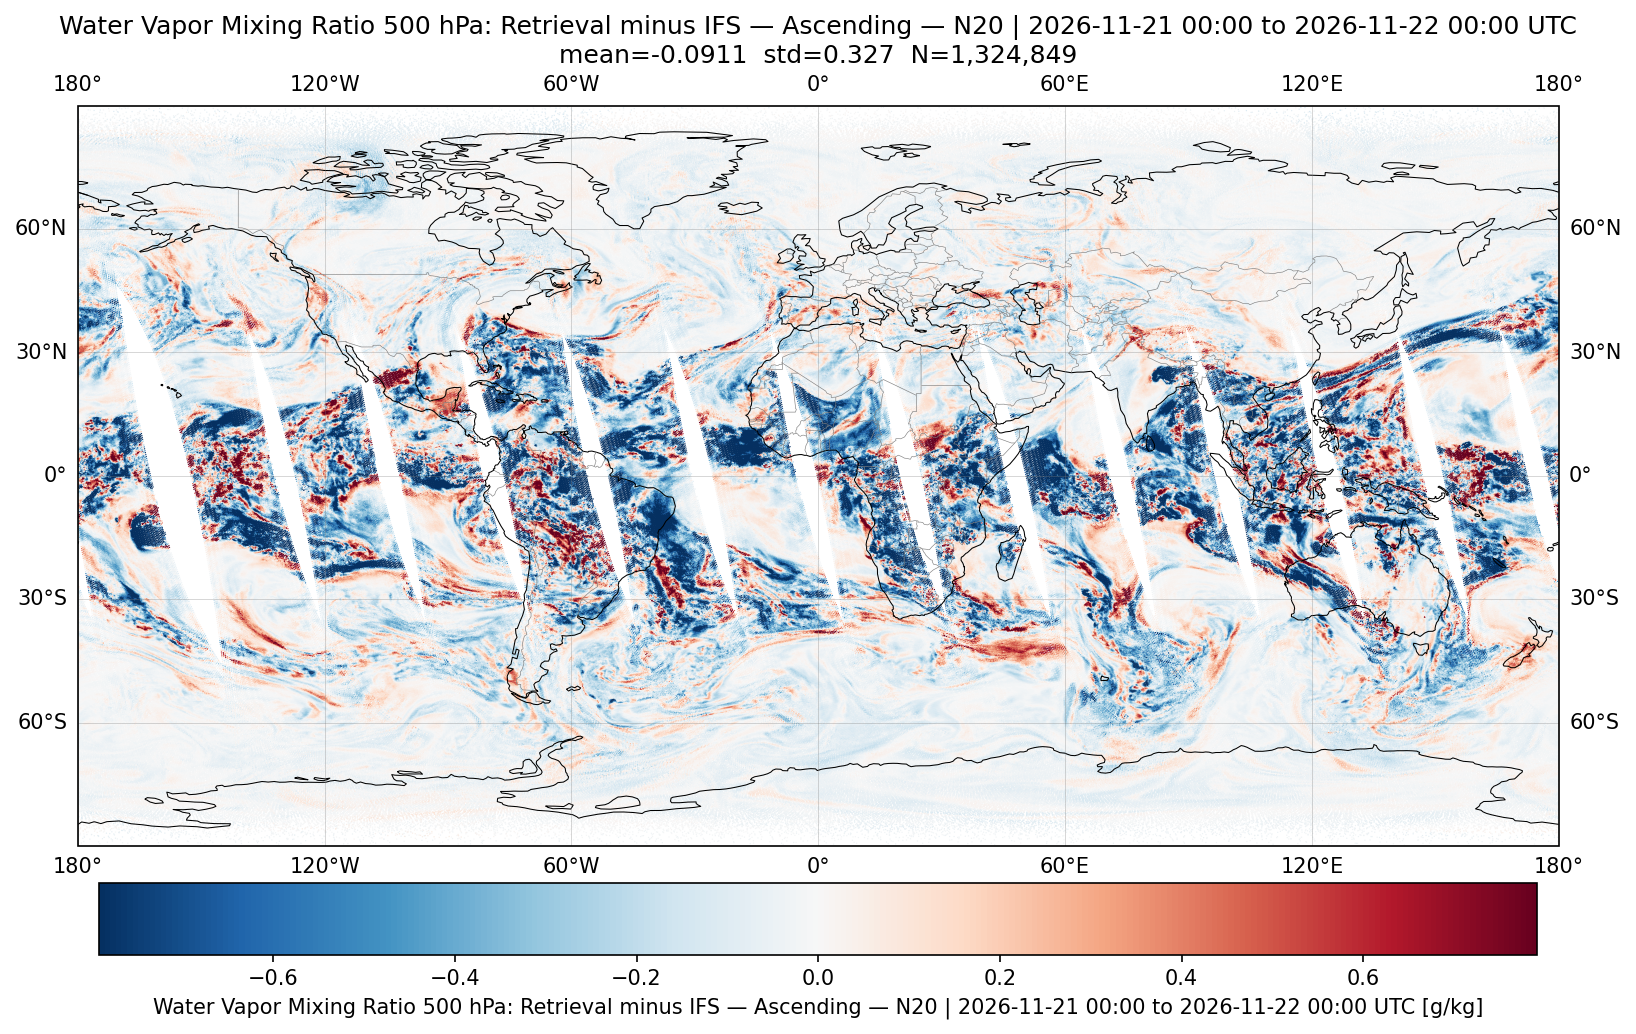 Water Vapor Mixing Ratio 500 hPa: Retrieval minus IFS — Ascending — N20 | 2026-11-21 00:00 to 2026-11-22 00:00 UTC
mean=-0.0911  std=0.327  N=1,324,849
180° 120°W 60°W 0° 60°E 120°E 180°
60°N 60°N
30°N 30°N
0° 0°
30°S 30°S
60°S 60°S
180° 120°W 60°W 0° 60°E 120°E 180°
−0.6 −0.4 −0.2 0.0 0.2 0.4 0.6
Water Vapor Mixing Ratio 500 hPa: Retrieval minus IFS — Ascending — N20 | 2026-11-21 00:00 to 2026-11-22 00:00 UTC [g/kg]